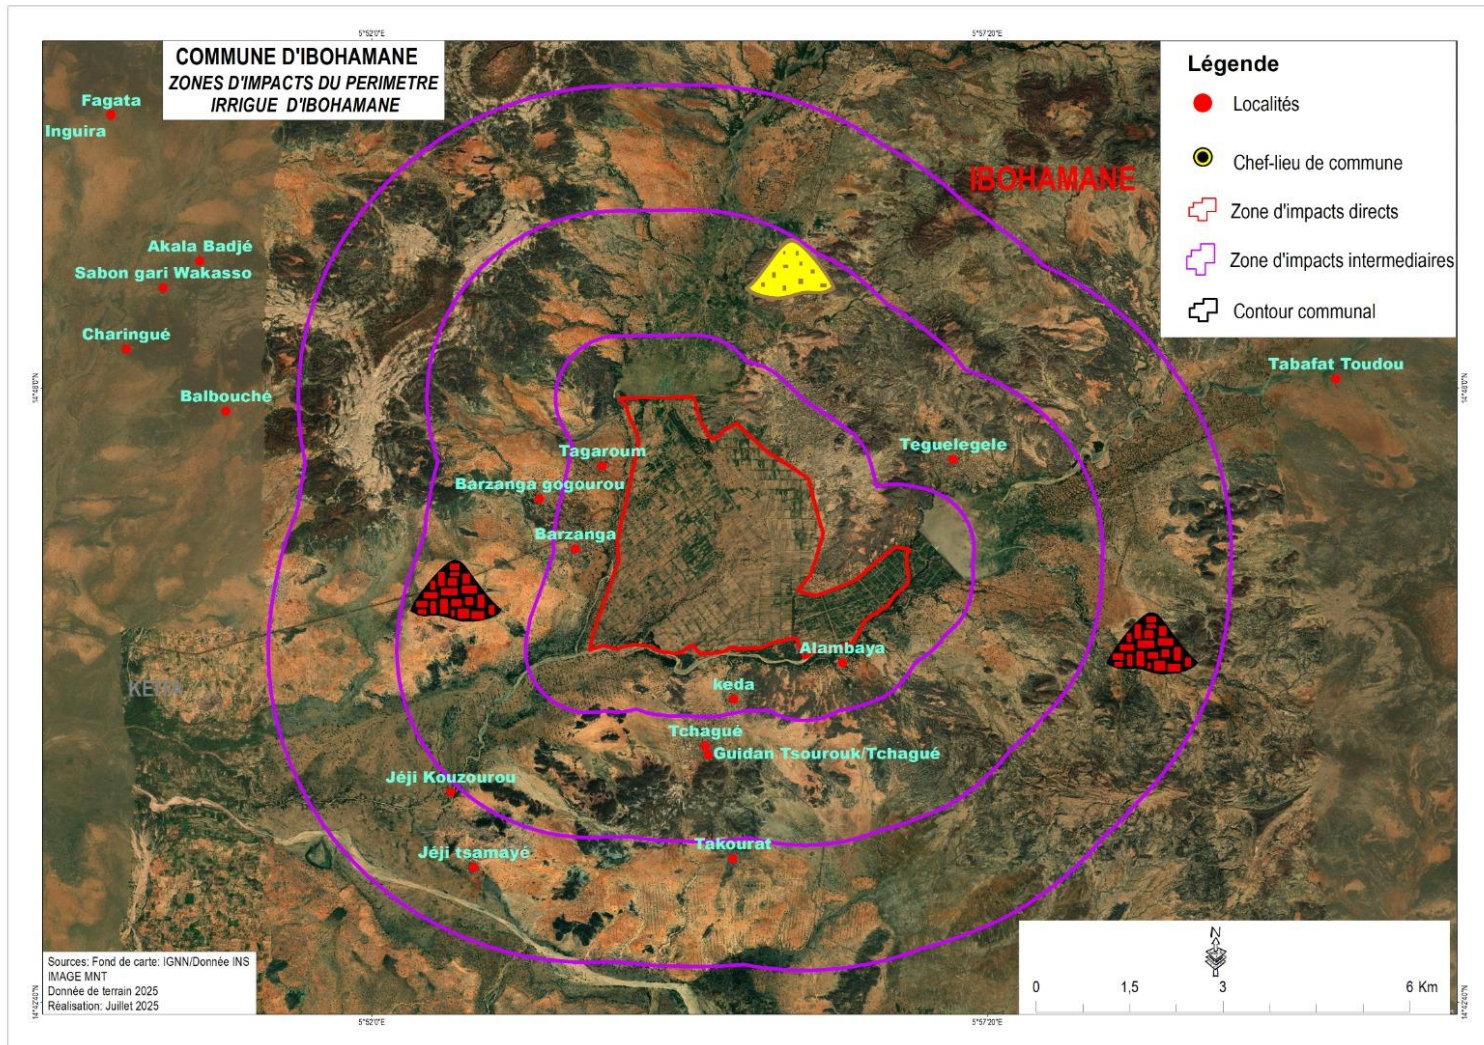 5°52'0"E
5°57'20"E
COMMUNE D'IBOHAMANE
ZONES D'IMPACTS DU PERIMETRE
IRRIGUE D'IBOHAMANE
Légende
Localités
Chef-lieu de commune
Zone d'impacts directs
Zone d'impacts intermediaires
Contour communal
Fagata
Inguira
IBOHAMANE
Akala Badjé
Sabon gari Wakasso
Charingué
Tabafat Toudou
Balbouché
Teguelegele
Tagaroum
Barzanga gogourou
Barzanga
Alambaya
KEITA
keda
Tchagué
Guidan Tsourouk/Tchagué
Jéji Kouzourou
Takourat
Jéji tsamayé
Sources: Fond de carte: IGNN/Donnée INS
IMAGE MNT
Donnée de terrain 2025
Réalisation: Juillet 2025
N
0 1,5 3 6 Km
5°52'0"E
5°57'20"E